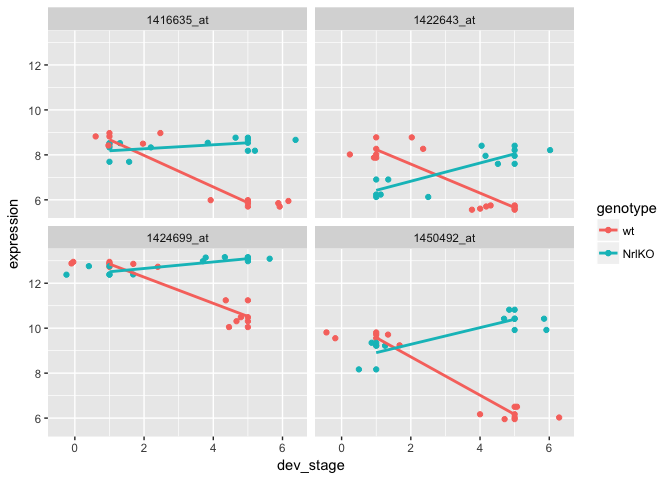 1416635_at
1422643_at
12
10
8
6
expression
1424699_at
1450492_at
12
10
8
6
0
2
4
6
0
2
4
6
dev_stage
genotype
wt
NrlKO